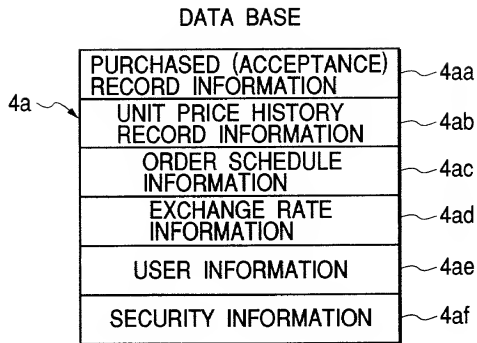 DATA BASE
PURCHASED (ACCEPTANCE)
RECORD INFORMATION
4aa
4a
UNIT PRICE HISTORY
RECORD INFORMATION
4ab
ORDER SCHEDULE
INFORMATION
4ac
EXCHANGE RATE
INFORMATION
4ad
USER INFORMATION
4ae
SECURITY INFORMATION
4af